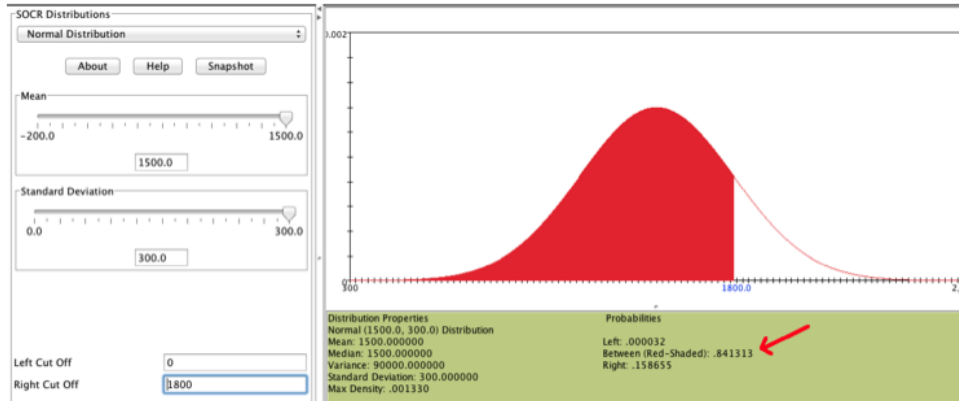 SOCR Distributions
Normal Distribution
About Help Snapshot
Mean
-200.0 1500.0
1500.0
Standard Deviation
0.0 300.0
300.0
Left Cut Off 0
Right Cut Off 1800
0.002
0
300 1800.0 2,
Distribution Properties
Normal (1500.0, 300.0) Distribution
Mean: 1500.000000
Median: 1500.000000
Variance: 90000.000000
Standard Deviation: 300.000000
Max Density: .001330
Probabilities
Left: .000032
Between (Red-Shaded): .841313
Right: .158655